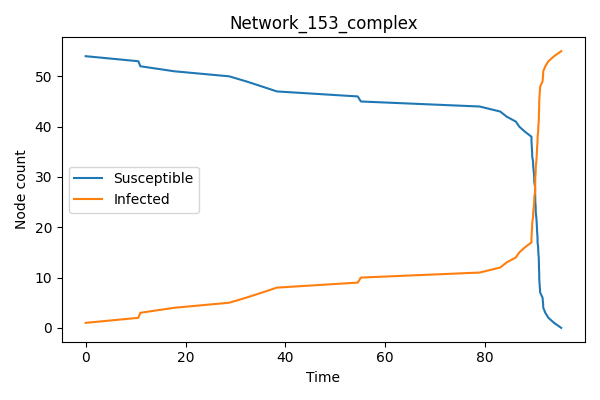 Network_153_complex
Node count
50
40
30
20
10
0
Susceptible
Infected
0 20 40 60 80
Time